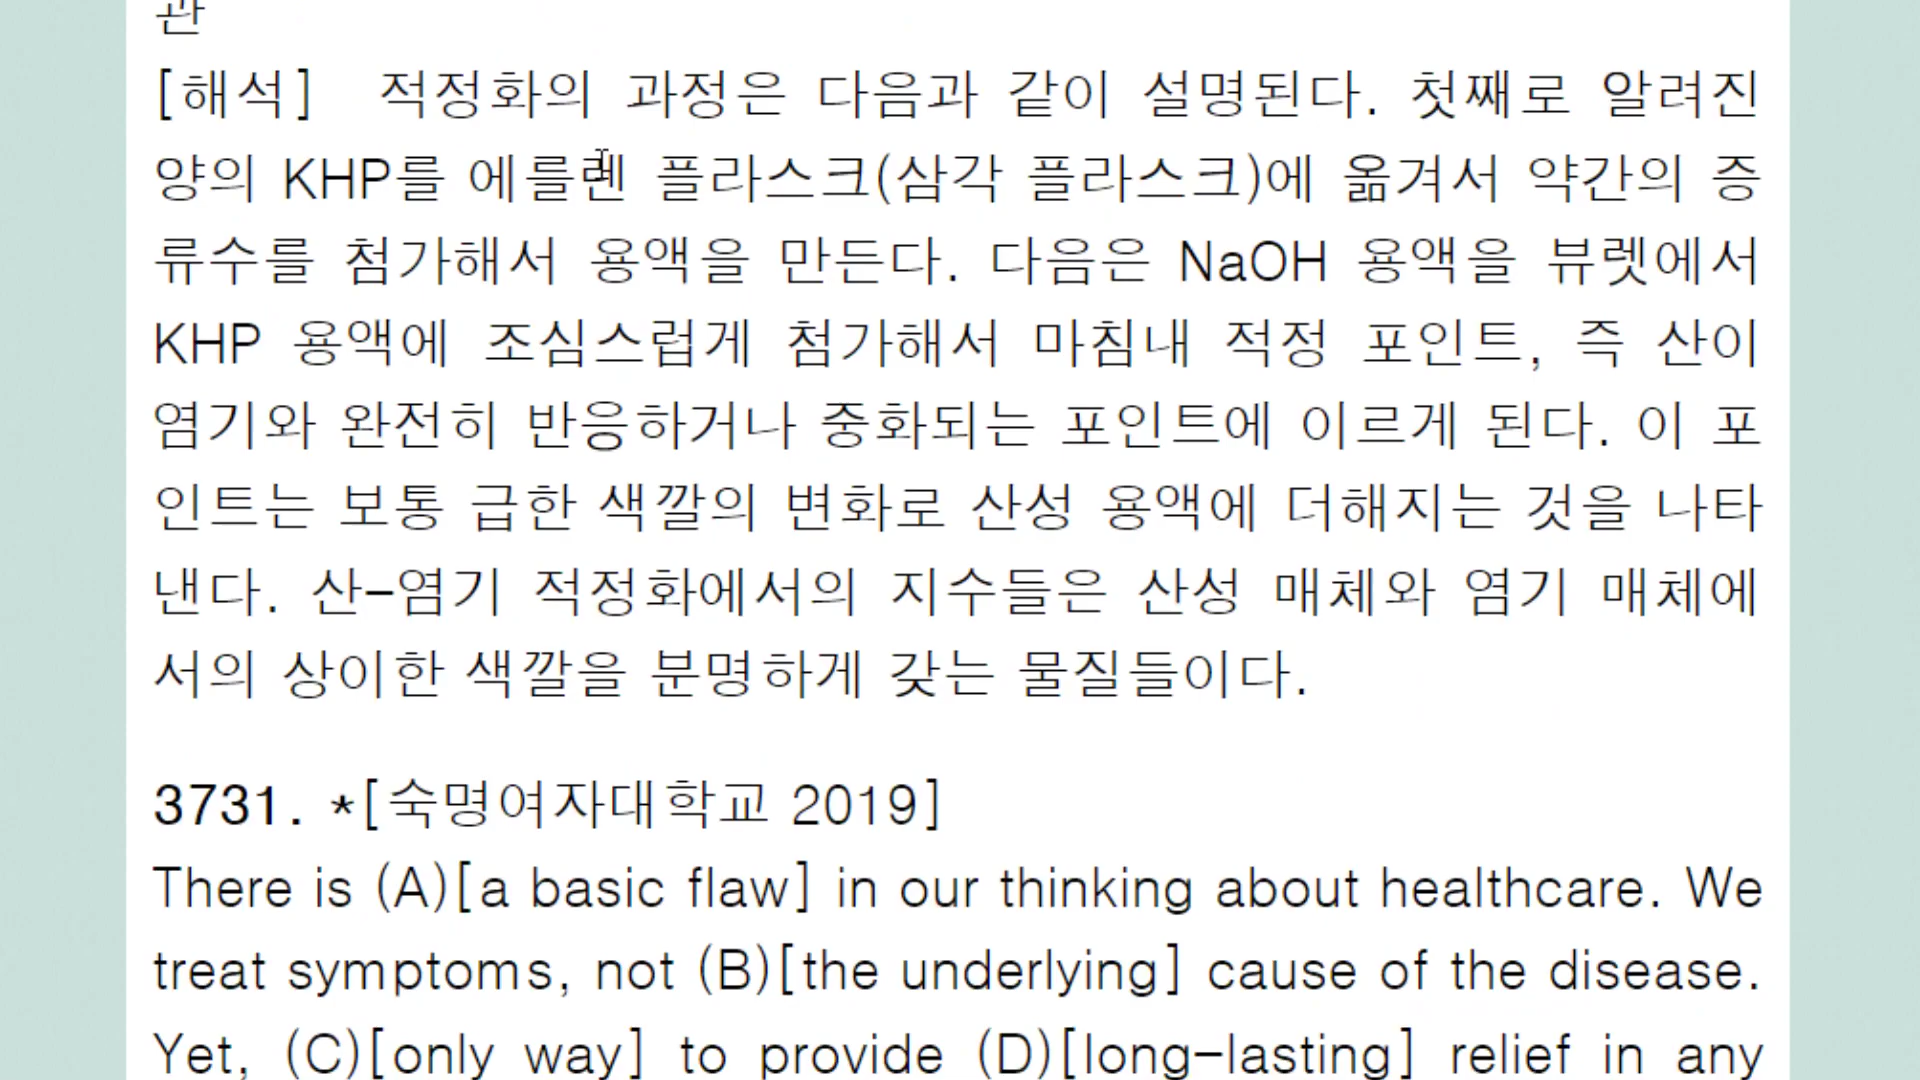 관
[해석] 적정화의 과정은 다음과 같이 설명된다. 첫째로 알려진
양의 KHP를 에를렌 플라스크(삼각 플라스크)에 옮겨서 약간의 증
류수를 첨가해서 용액을 만든다. 다음은 NaOH 용액을 뷰렛에서
KHP 용액에 조심스럽게 첨가해서 마침내 적정 포인트, 즉 산이
염기와 완전히 반응하거나 중화되는 포인트에 이르게 된다. 이 포
인트는 보통 급한 색깔의 변화로 산성 용액에 더해지는 것을 나타
낸다. 산-염기 적정화에서의 지수들은 산성 매체와 염기 매체에
서의 상이한 색깔을 분명하게 갖는 물질들이다.
3731. *[숙명여자대학교 2019]
There is (A)[a basic flaw] in our thinking about healthcare. We
treat symptoms, not (B)[the underlying] cause of the disease.
Yet, (C)[only way] to provide (D)[long-lasting] relief in any